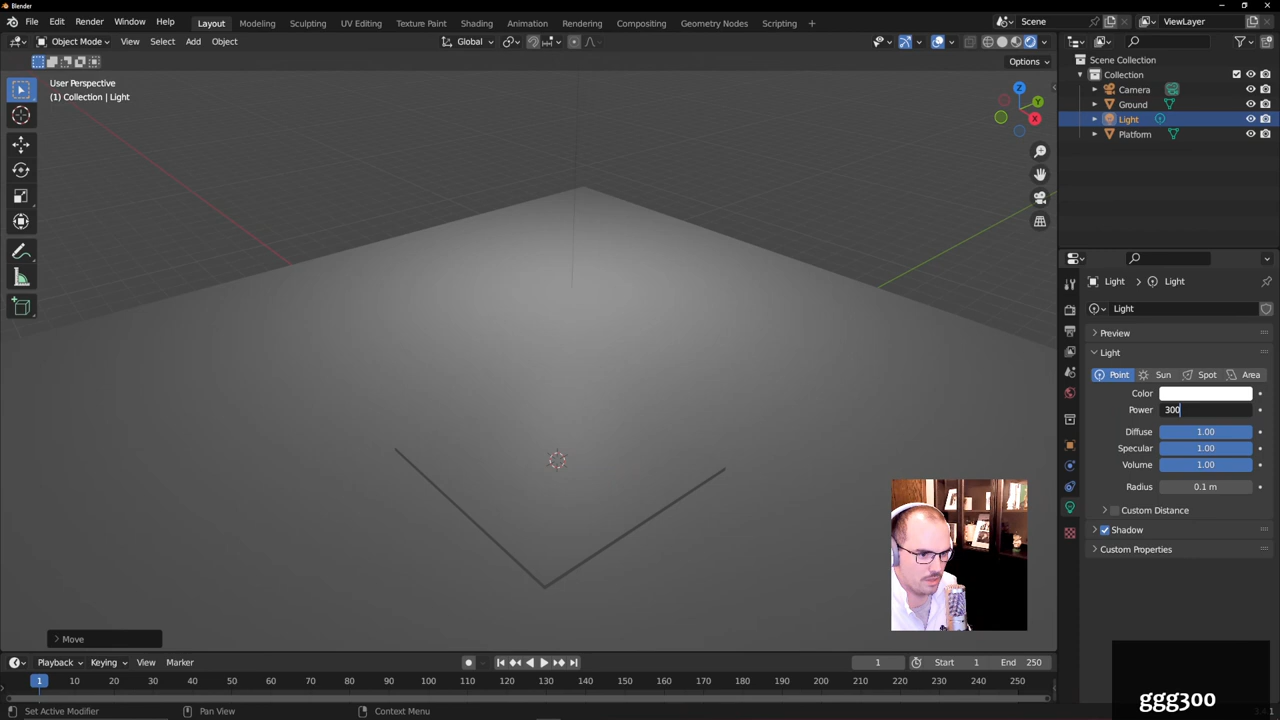 Blender
File Edit Render Window Help Layout Modeling Sculpting UV Editing Texture Paint Shading Animation Rendering Compositing Geometry Nodes Scripting + Scene ViewLayer
Object Mode View Select Add Object Global
Options
User Perspective
(1) Collection | Light
Z
Y
X
Scene Collection
Collection
Camera
Ground
Light
Platform
Light > Light
Light
Preview
Light
Point Sun Spot Area
Color
Power 300
Diffuse 1.00
Specular 1.00
Volume 1.00
Radius 0.1 m
Custom Distance
Shadow
Custom Properties
Move
Playback Keying View Marker 1 Start 1 End 250
1 10 20 30 40 50 60 70 80 90 100 110 120 130 140 150 160 170 180 190 200 210 220 230 240 250
Set Active Modifier Pan View Context Menu
ggg300